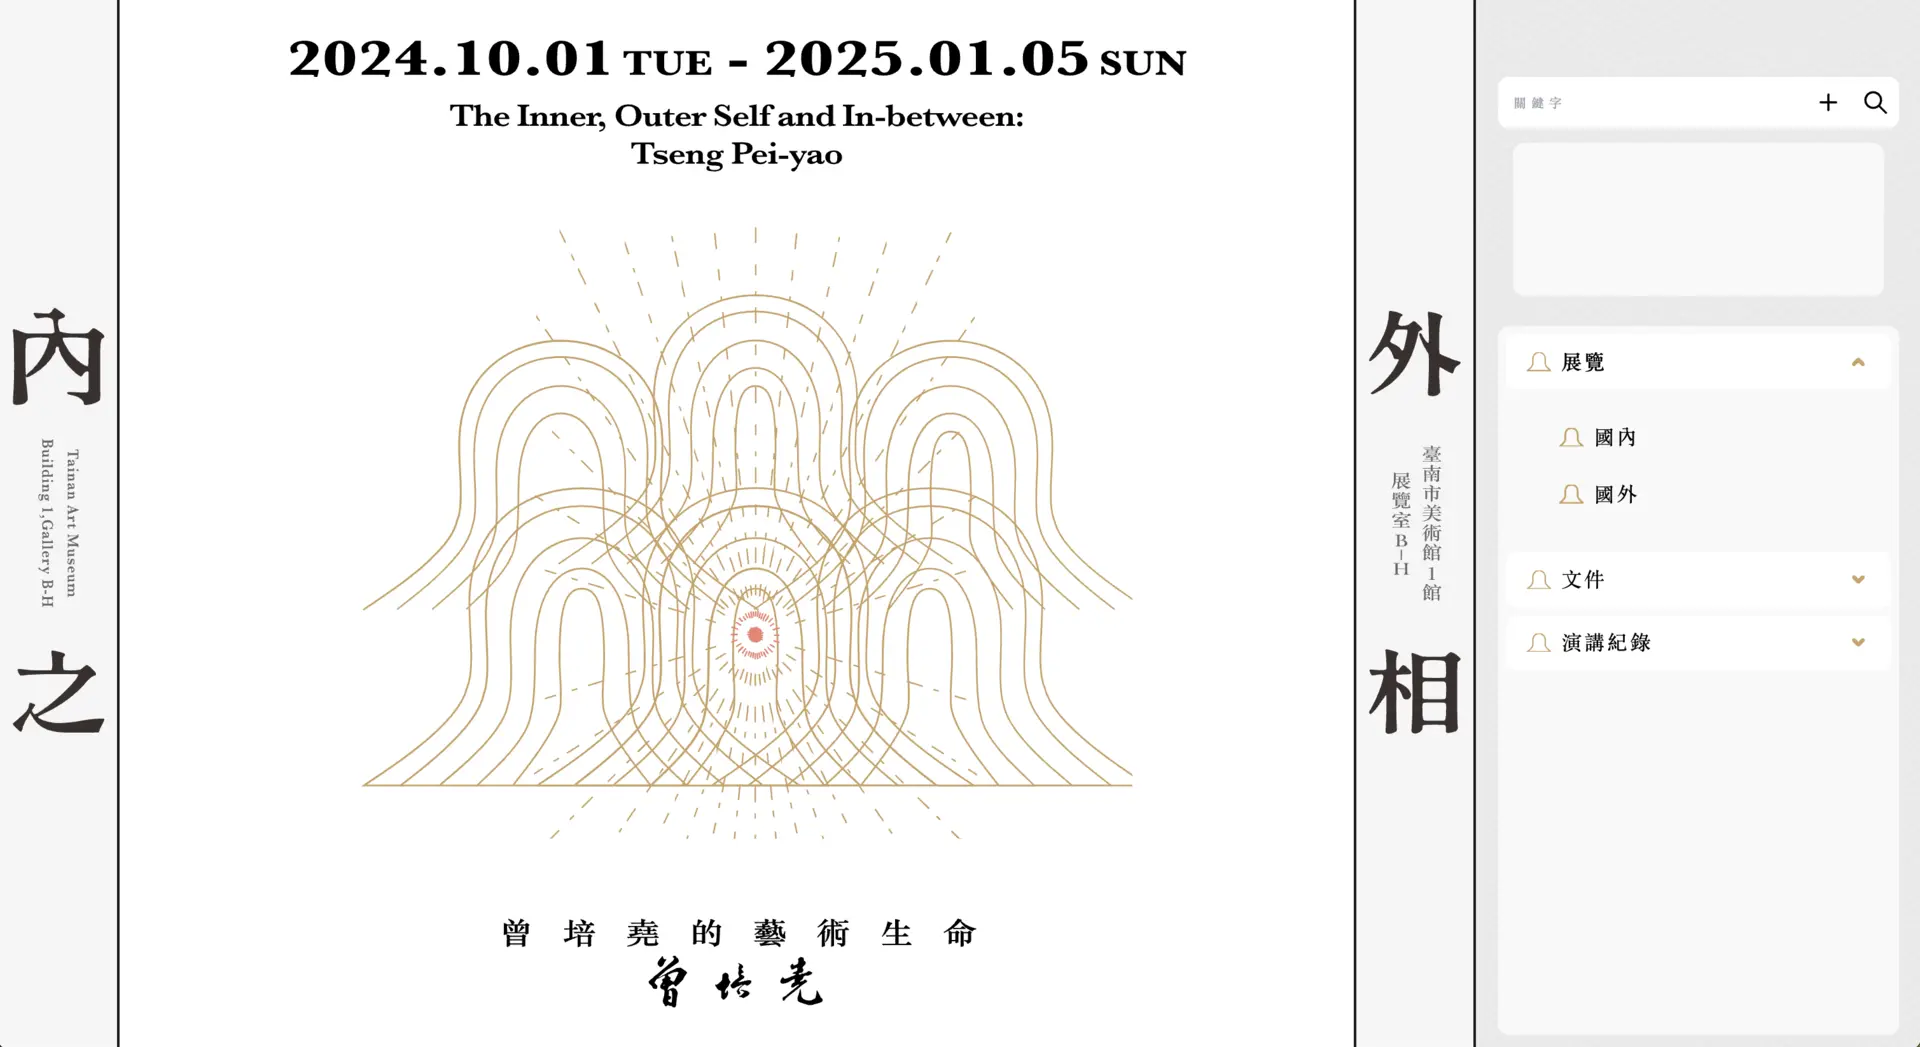 2024.10.01 TUE - 2025.01.05 SUN
The Inner, Outer Self and In-between:
Tseng Pei-yao
內
之
外
相
Tainan Art Museum
Building 1,Gallery B-H
臺南市美術館1館
展覽室B-H
曾培堯的藝術生命
曾培堯
關鍵字
展覽
國內
國外
文件
演講紀錄